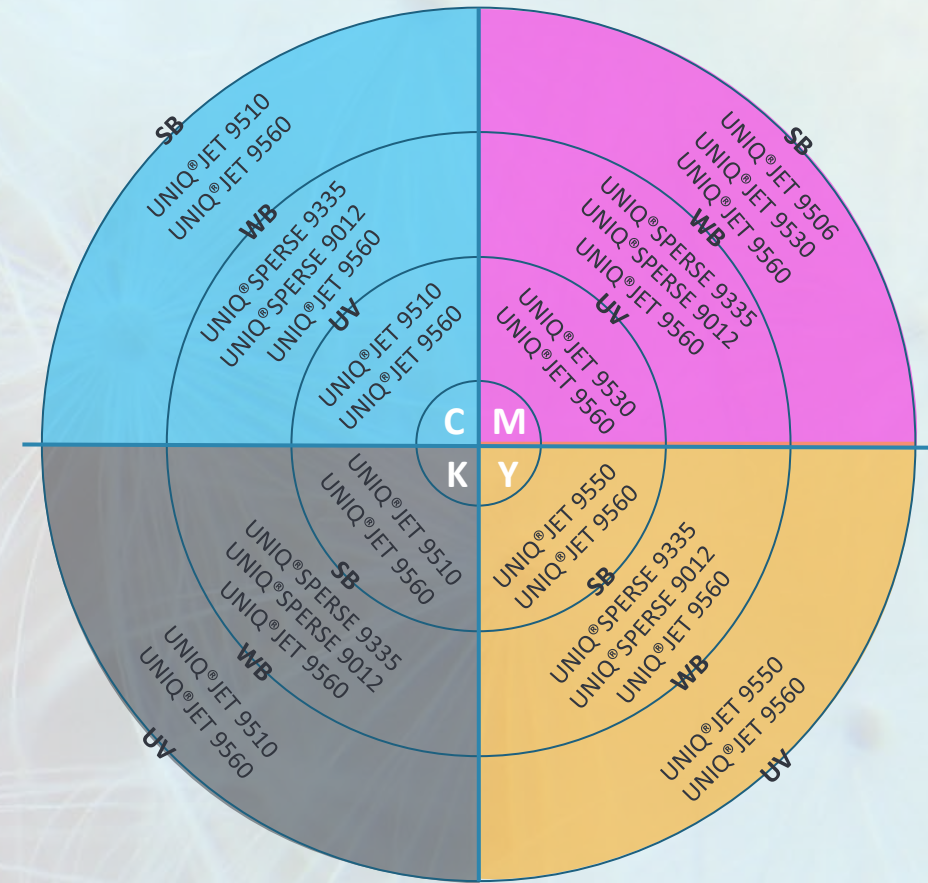 SB
UNIQ®JET 9510
UNIQ®JET 9560
WB
UNIQ®SPERSE 9335
UNIQ®SPERSE 9012
UNIQ®JET 9560
UV
UNIQ®JET 9510
UNIQ®JET 9560
C
SB
UNIQ®JET 9506
UNIQ®JET 9530
UNIQ®JET 9560
WB
UNIQ®SPERSE 9335
UNIQ®SPERSE 9012
UNIQ®JET 9560
UV
UNIQ®JET 9530
UNIQ®JET 9560
M
K
UNIQ®JET 9510
UNIQ®JET 9560
SB
UNIQ®SPERSE 9335
UNIQ®SPERSE 9012
UNIQ®JET 9560
WB
UNIQ®JET 9510
UNIQ®JET 9560
UV
Y
UNIQ®JET 9550
UNIQ®JET 9560
SB
UNIQ®SPERSE 9335
UNIQ®SPERSE 9012
UNIQ®JET 9560
WB
UNIQ®JET 9550
UNIQ®JET 9560
UV